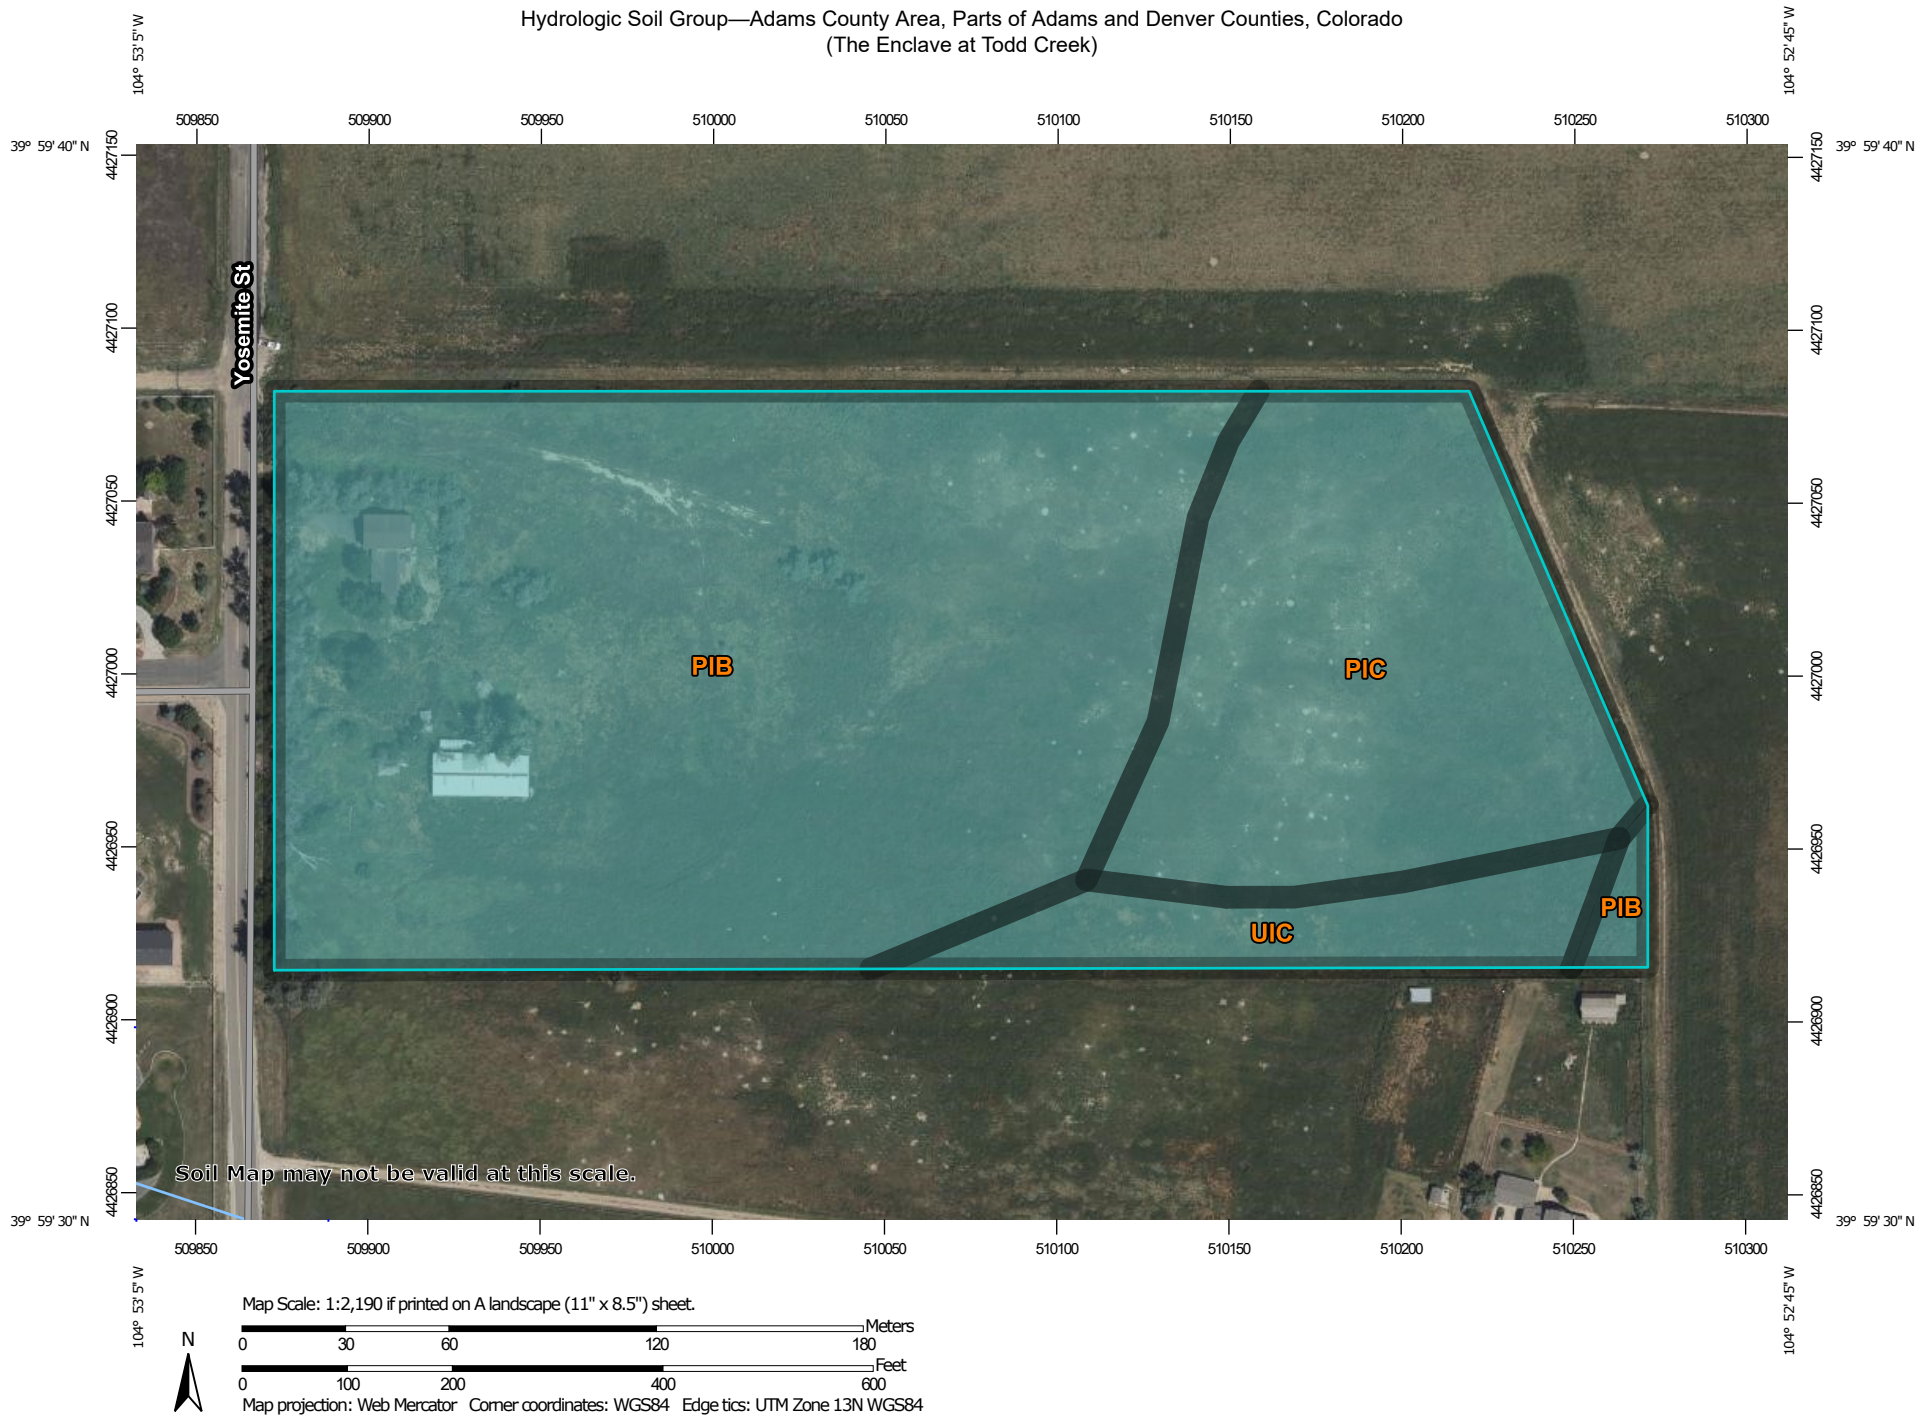 Hydrologic Soil Group—Adams County Area, Parts of Adams and Denver Counties, Colorado
(The Enclave at Todd Creek)
104° 53' 5'' W
104° 52' 45'' W
509850 509900 509950 510000 510050 510100 510150 510200 510250 510300
39° 59' 40'' N
39° 59' 40'' N
4427150
4427150
4427100
4427100
Yosemite St
4427050
4427050
4427000
4427000
PlB
PlC
4426950
4426950
PlB
UlC
4426900
4426900
4426850
4426850
Soil Map may not be valid at this scale.
39° 59' 30'' N
39° 59' 30'' N
509850 509900 509950 510000 510050 510100 510150 510200 510250 510300
104° 53' 5'' W
104° 52' 45'' W
Map Scale: 1:2,190 if printed on A landscape (11" x 8.5") sheet.
Meters
0 30 60 120 180
N
Feet
0 100 200 400 600
Map projection: Web Mercator Corner coordinates: WGS84 Edge tics: UTM Zone 13N WGS84